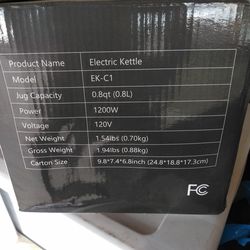 Product Name Electric Kettle
Model EK-C1
Jug Capacity 0.8qt (0.8L)
Power 1200W
Voltage 120V
Net Weight 1.54lbs (0.70kg)
Gross Weight 1.94lbs (0.88kg)
Carton Size 9.8*7.4*6.8inch (24.8*18.8*17.3cm)
FC